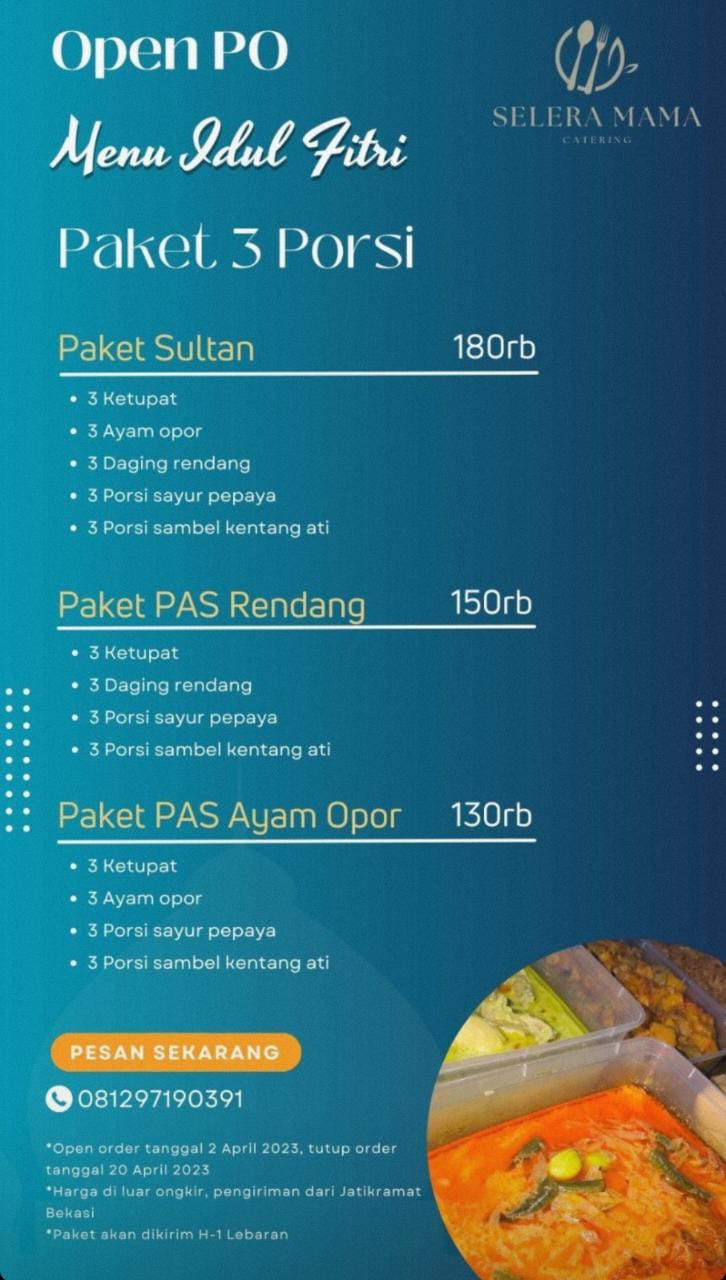 Open PO
SELERA MAMA
CATERING
Menu Idul Fitri
Paket 3 Porsi
Paket Sultan 180rb
• 3 Ketupat
• 3 Ayam opor
• 3 Daging rendang
• 3 Porsi sayur pepaya
• 3 Porsi sambel kentang ati
Paket PAS Rendang 150rb
• 3 Ketupat
• 3 Daging rendang
• 3 Porsi sayur pepaya
• 3 Porsi sambel kentang ati
Paket PAS Ayam Opor 130rb
• 3 Ketupat
• 3 Ayam opor
• 3 Porsi sayur pepaya
• 3 Porsi sambel kentang ati
PESAN SEKARANG
081297190391
*Open order tanggal 2 April 2023, tutup order
tanggal 20 April 2023
*Harga di luar ongkir, pengiriman dari Jatikramat
Bekasi
*Paket akan dikirim H-1 Lebaran